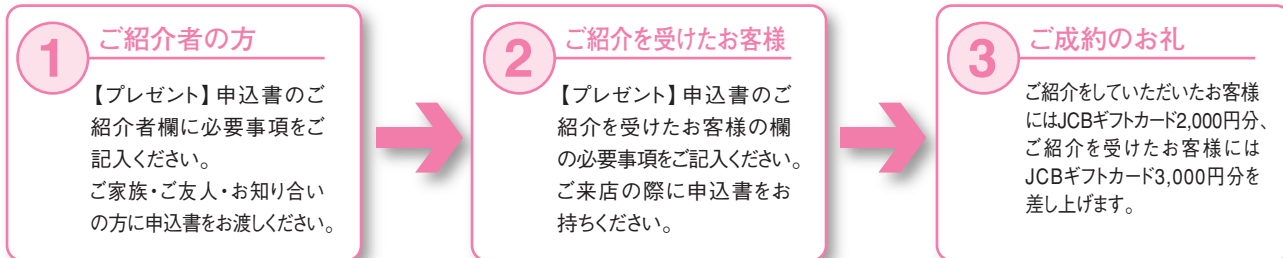 1
ご紹介者の方
【プレゼント】申込書のご
紹介者欄に必要事項をご
記入ください。
ご家族・ご友人・お知り合い
の方に申込書をお渡しください。
2
ご紹介を受けたお客様
【プレゼント】申込書のご
紹介を受けたお客様の欄
の必要事項をご記入ください。
ご来店の際に申込書をお
持ちください。
3
ご成約のお礼
ご紹介をしていただいたお客様
にはJCBギフトカード2,000円分、
ご紹介を受けたお客様には
JCBギフトカード3,000円分を
差し上げます。